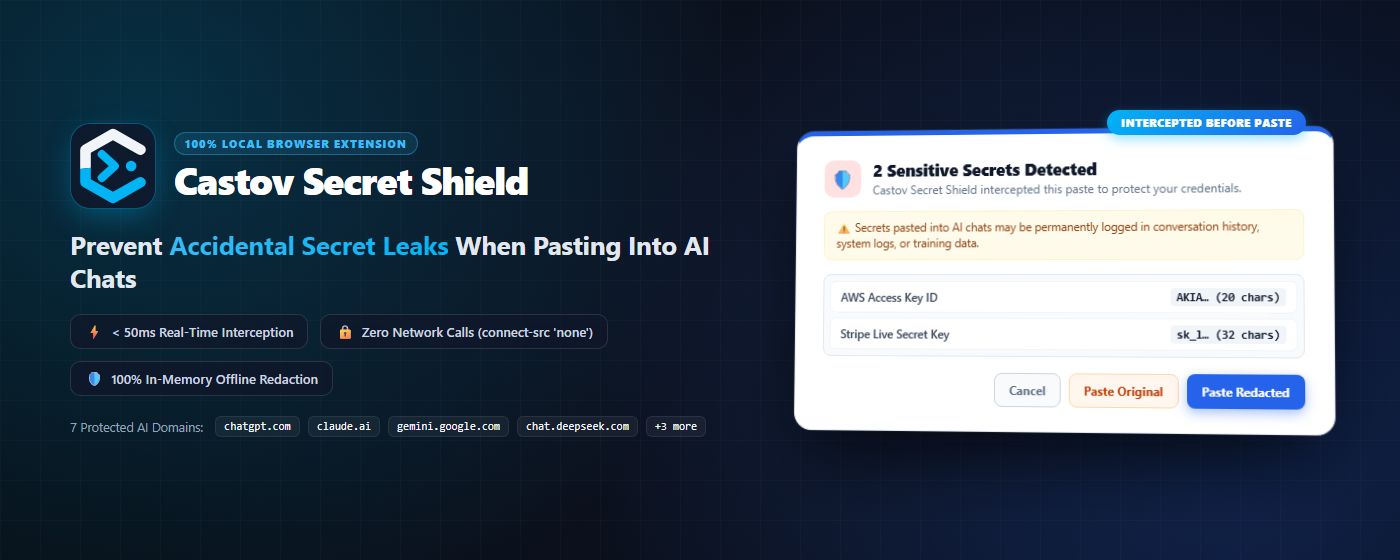 100% LOCAL BROWSER EXTENSION
Castov Secret Shield
Prevent Accidental Secret Leaks When Pasting Into AI
Chats
< 50ms Real-Time Interception
Zero Network Calls (connect-src 'none')
100% In-Memory Offline Redaction
7 Protected AI Domains: chatgpt.com claude.ai gemini.google.com chat.deepseek.com +3 more
INTERCEPTED BEFORE PASTE
2 Sensitive Secrets Detected
Castov Secret Shield intercepted this paste to protect your credentials.
⚠️ Secrets pasted into AI chats may be permanently logged in conversation history,
system logs, or training data.
AWS Access Key ID AKIA… (20 chars)
Stripe Live Secret Key sk_l… (32 chars)
Cancel Paste Original Paste Redacted